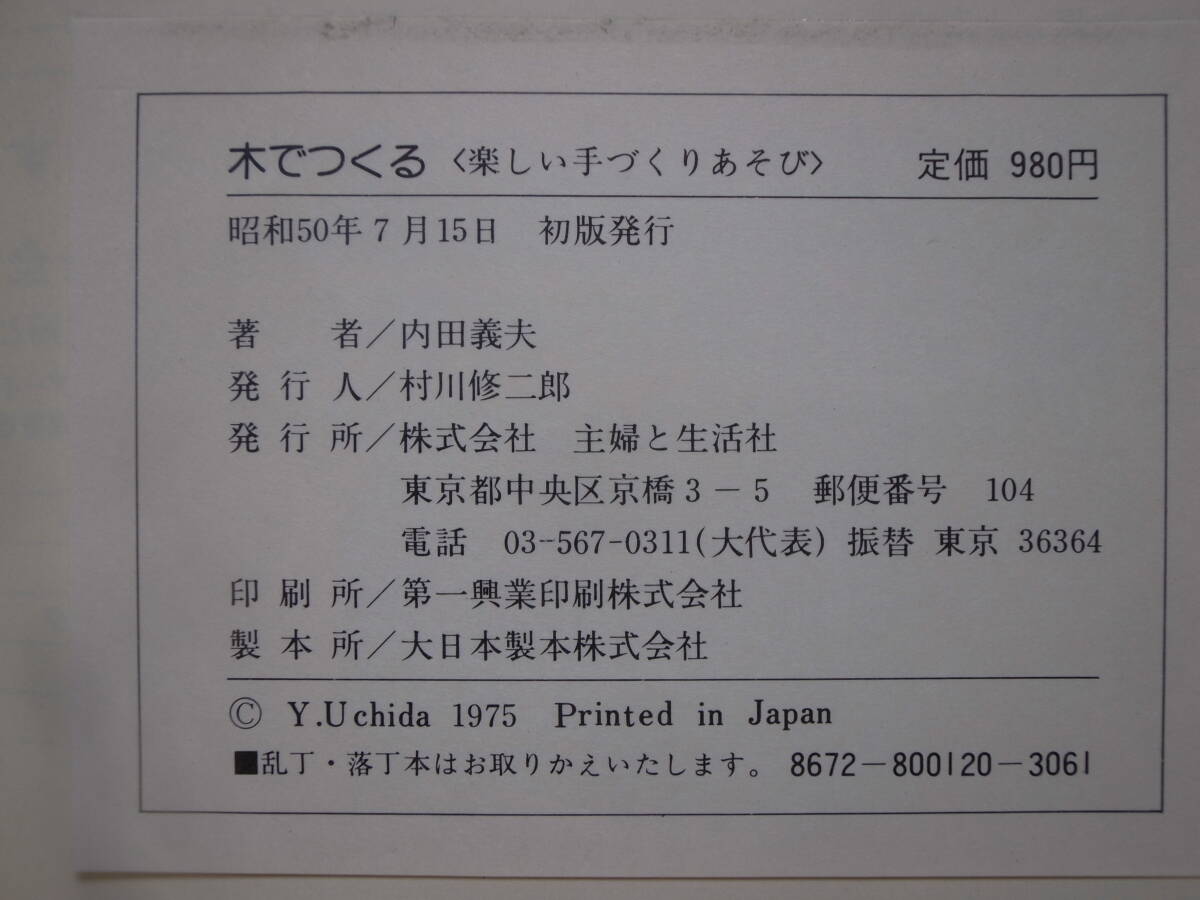 木でつくる〈楽しい手づくりあそび〉 定価 980円
昭和50年7月15日 初版発行
著者/内田義夫
発行人/村川修二郎
発行所/株式会社 主婦と生活社
東京都中央区京橋3-5 郵便番号 104
電話 03-567-0311(大代表) 振替 東京 36364
印刷所/第一興業印刷株式会社
製本所/大日本製本株式会社
© Y.Uchida 1975 Printed in Japan
■乱丁・落丁本はお取りかえいたします。 8672-800120-3061